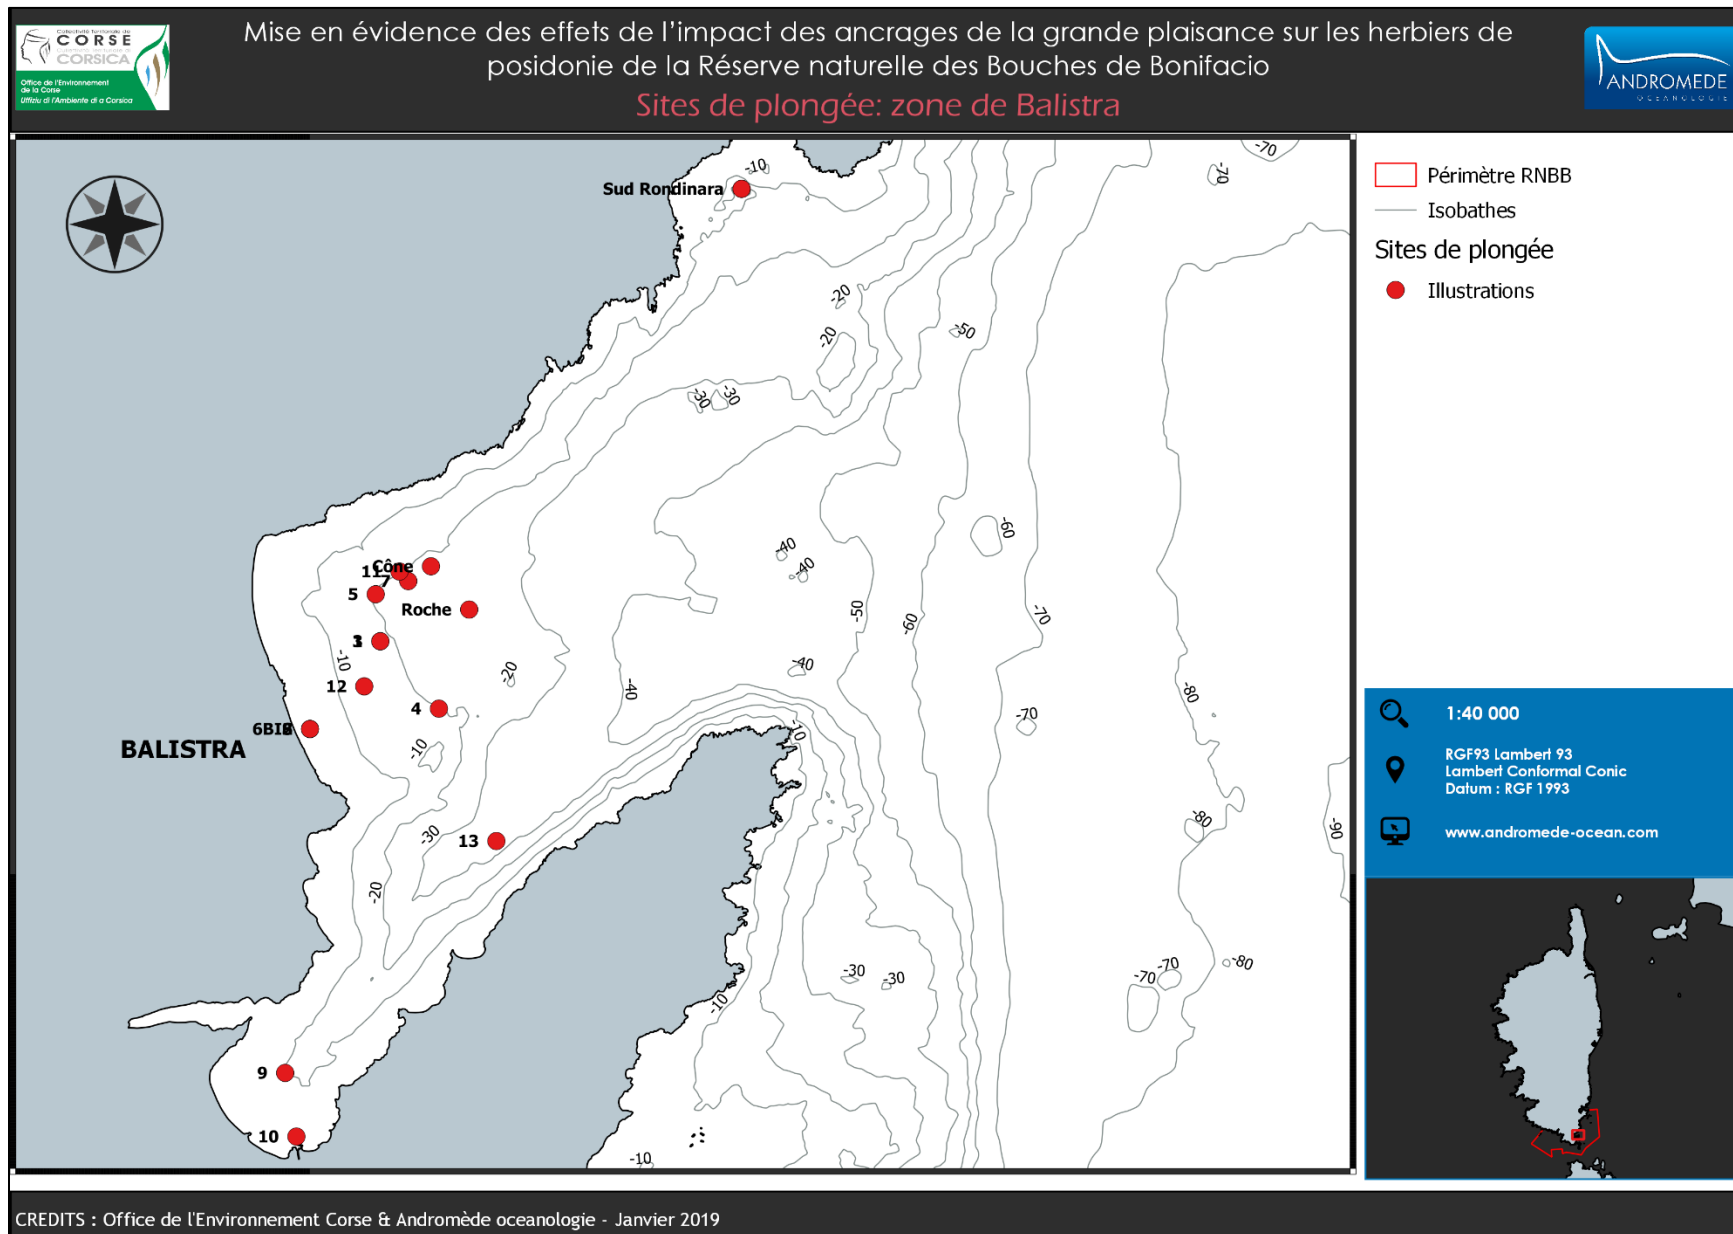 Collectivité Territoriale de
CORSE
CORSICA
Office de l'Environnement
de la Corse
Uffiziu di l'Ambiente di a Corsica
Mise en évidence des effets de l'impact des ancrages de la grande plaisance sur les herbiers de
posidonie de la Réserve naturelle des Bouches de Bonifacio
Sites de plongée: zone de Balistra
ANDROMEDE
OCEANOLOGIE
Périmètre RNBB
Isobathes
Sites de plongée
Illustrations
Sud Rondinara
-10
-70
-70
-20
-20
-50
-30
-30
-40
-40
-60
Cône
11
7
5
Roche
-50
-60
-70
3
-10
12
-20
-40
-40
-80
4
6BIS
BALISTRA
-10
-10
-70
-30
13
-80
-90
-20
-30
-30
-70
-70
-80
-10
9
10
-10
1:40 000
RGF93 Lambert 93
Lambert Conformal Conic
Datum : RGF 1993
www.andromede-ocean.com
CREDITS : Office de l'Environnement Corse & Andromède oceanologie - Janvier 2019